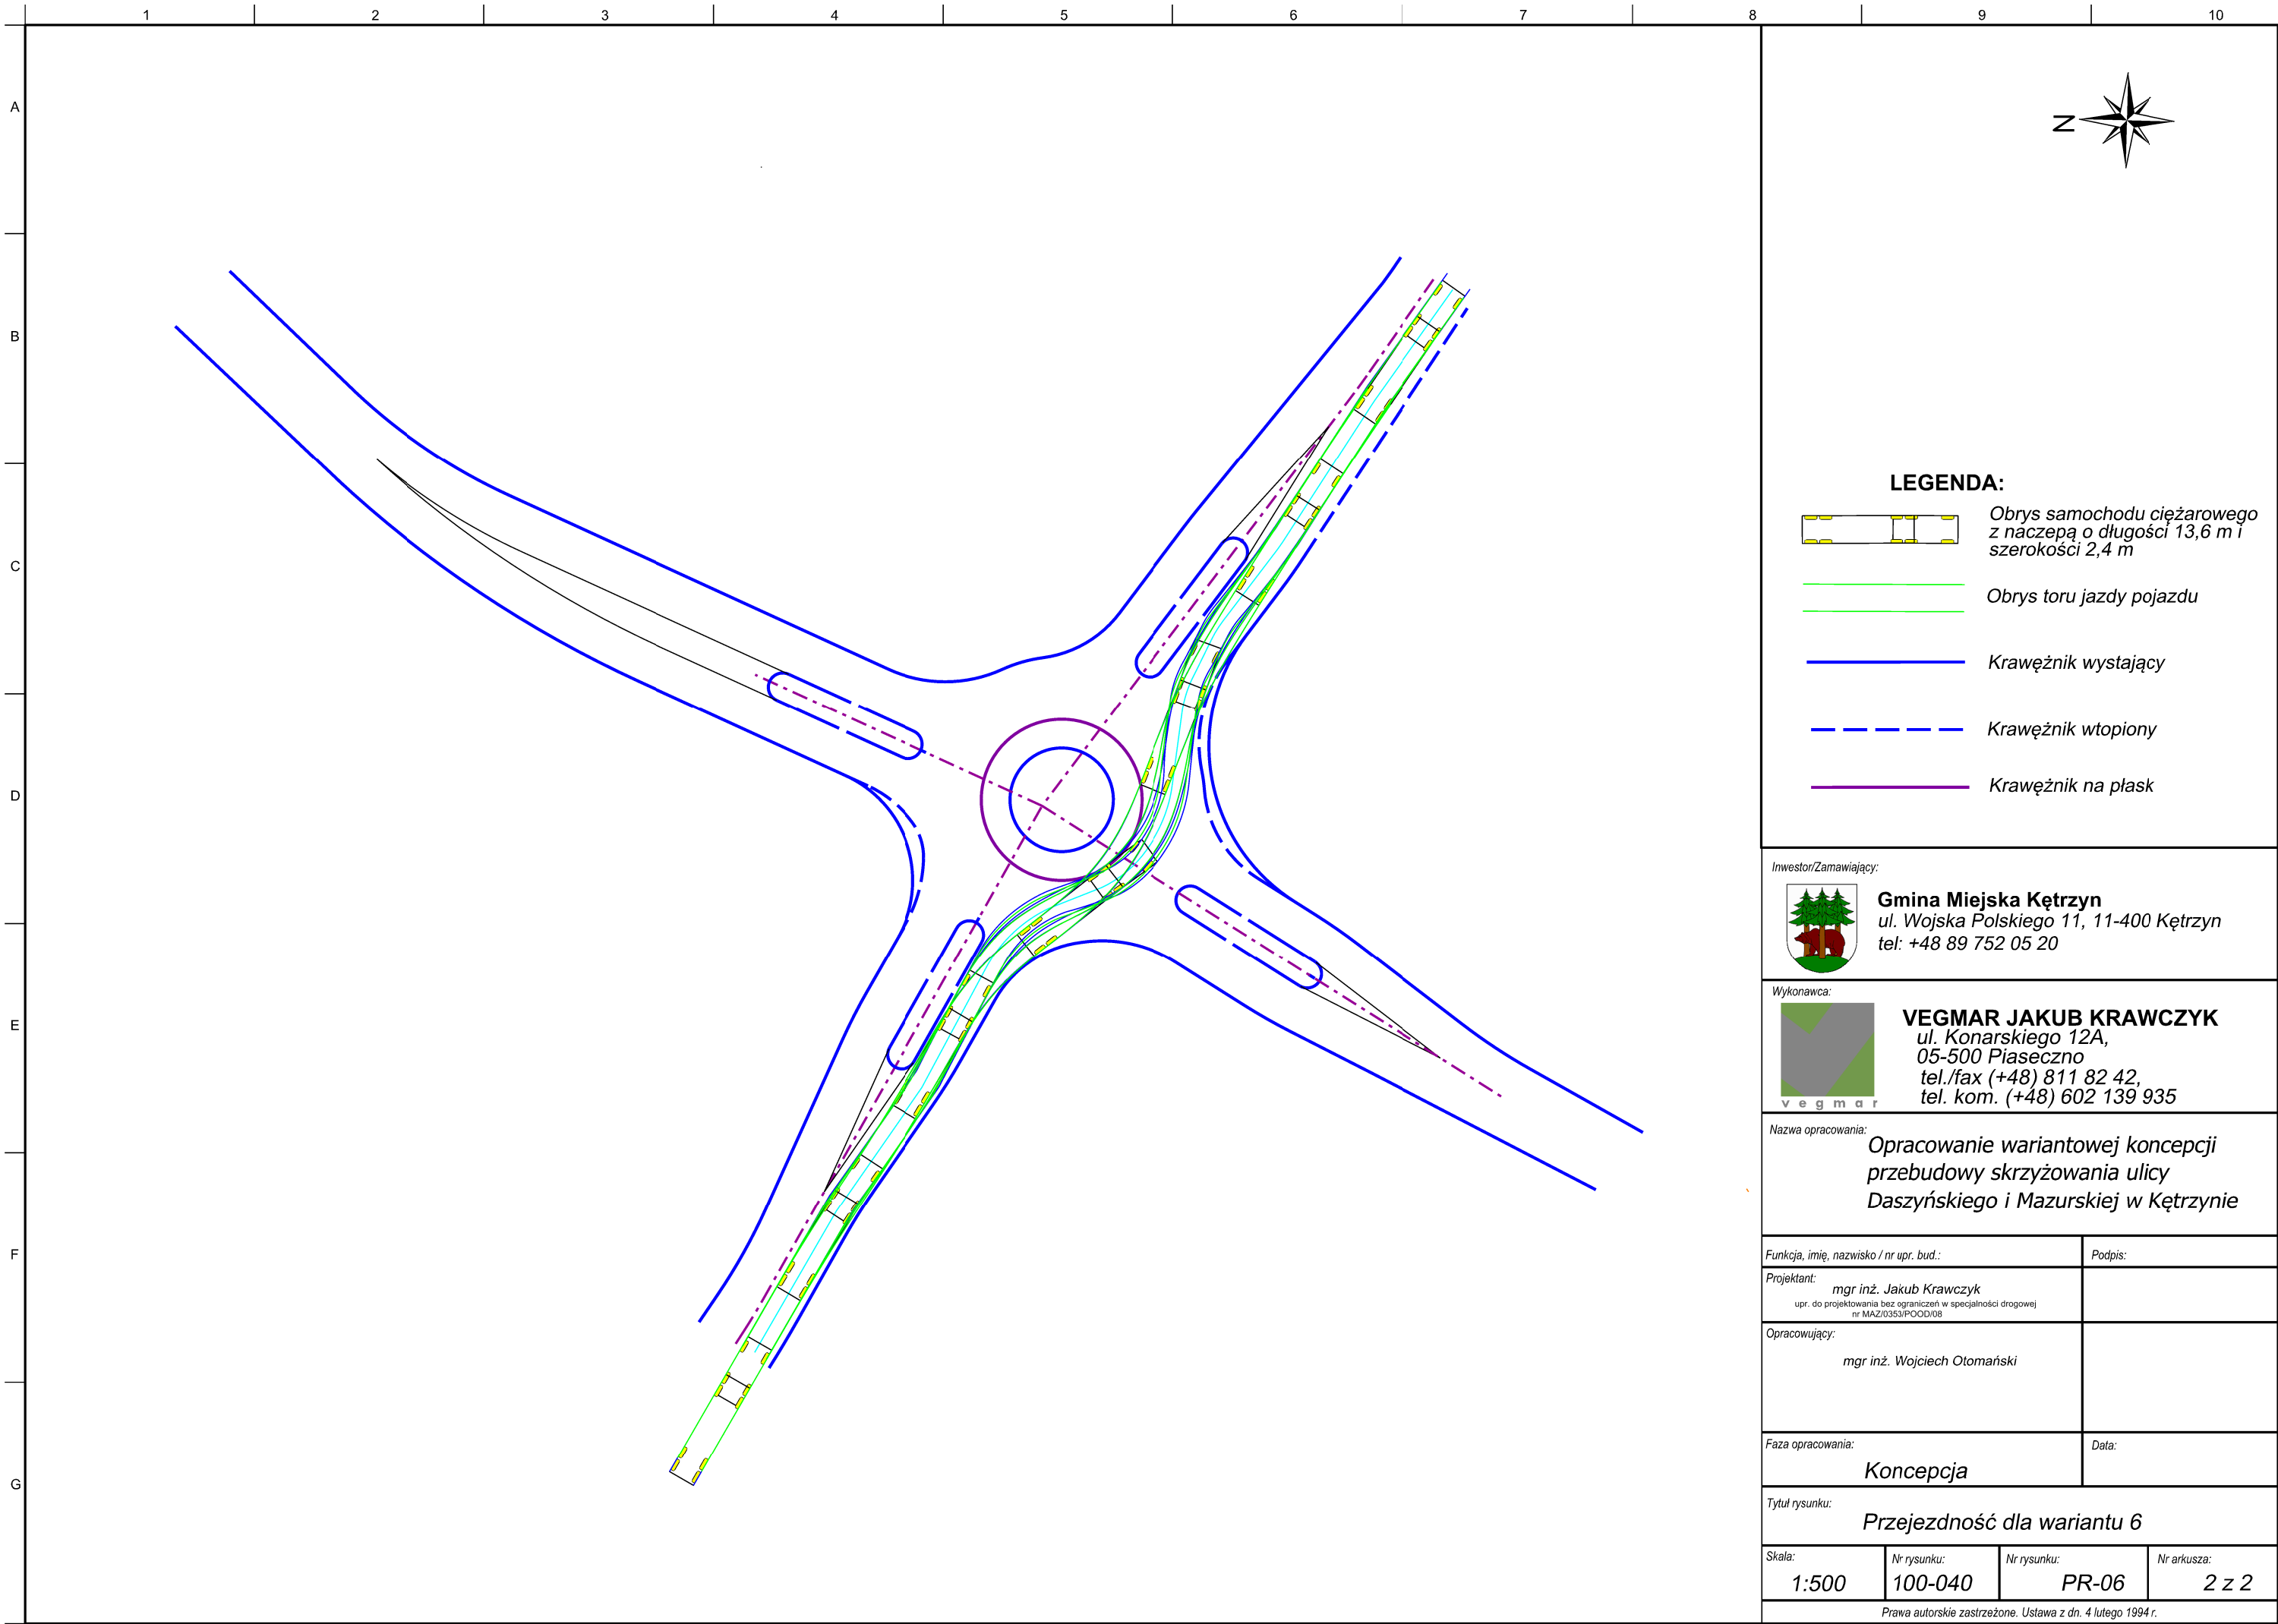 1 2 3 4 5 6 7 8 9 10
A
B
C
D
E
F
G
N
LEGENDA:
Obrys samochodu ciężarowego
z naczepą o długości 13,6 m i
szerokości 2,4 m
Obrys toru jazdy pojazdu
Krawężnik wystający
Krawężnik wtopiony
Krawężnik na płask
Inwestor/Zamawiający:
Gmina Miejska Kętrzyn
ul. Wojska Polskiego 11, 11-400 Kętrzyn
tel: +48 89 752 05 20
Wykonawca:
VEGMAR JAKUB KRAWCZYK
ul. Konarskiego 12A,
05-500 Piaseczno
tel./fax (+48) 811 82 42,
tel. kom. (+48) 602 139 935
vegmar
Nazwa opracowania:
Opracowanie wariantowej koncepcji
przebudowy skrzyżowania ulicy
Daszyńskiego i Mazurskiej w Kętrzynie
Funkcja, imię, nazwisko / nr upr. bud.: Podpis:
Projektant:
mgr inż. Jakub Krawczyk
upr. do projektowania bez ograniczeń w specjalności drogowej
nr MAZ/0353/POOD/08
Opracowujący:
mgr inż. Wojciech Otomański
Faza opracowania: Data:
Koncepcja
Tytuł rysunku:
Przejezdność dla wariantu 6
Skala: Nr rysunku: Nr rysunku: Nr arkusza:
1:500 100-040 PR-06 2 z 2
Prawa autorskie zastrzeżone. Ustawa z dn. 4 lutego 1994 r.